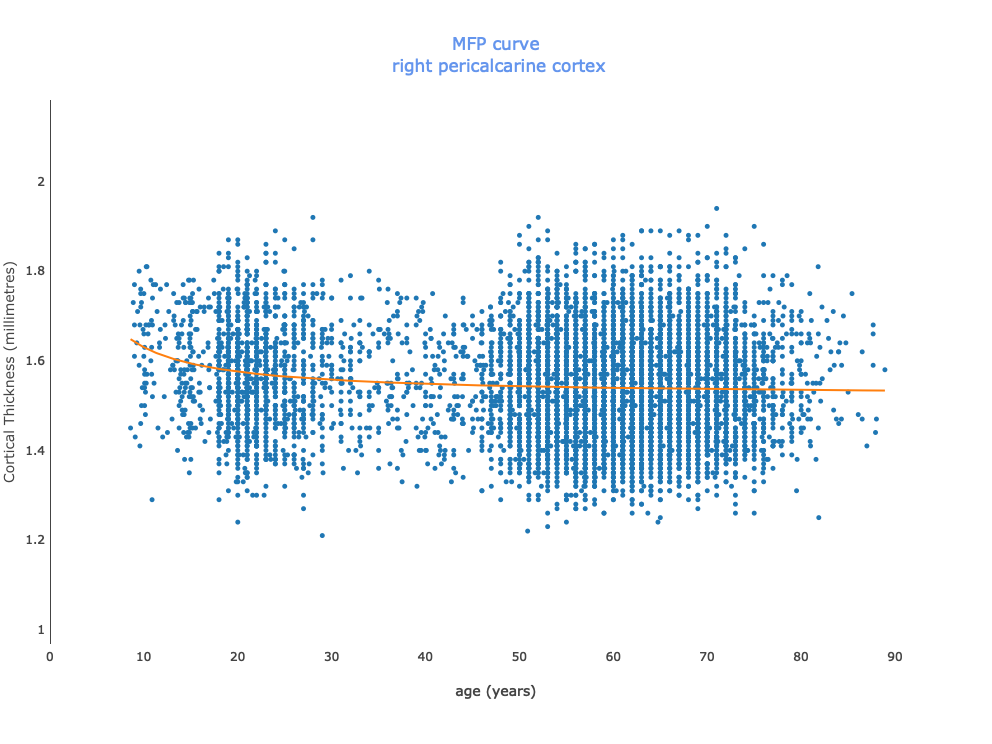 MFP curve
right pericalcarine cortex
Cortical Thickness (millimetres)
2
1.8
1.6
1.4
1.2
1
0 10 20 30 40 50 60 70 80 90
age (years)